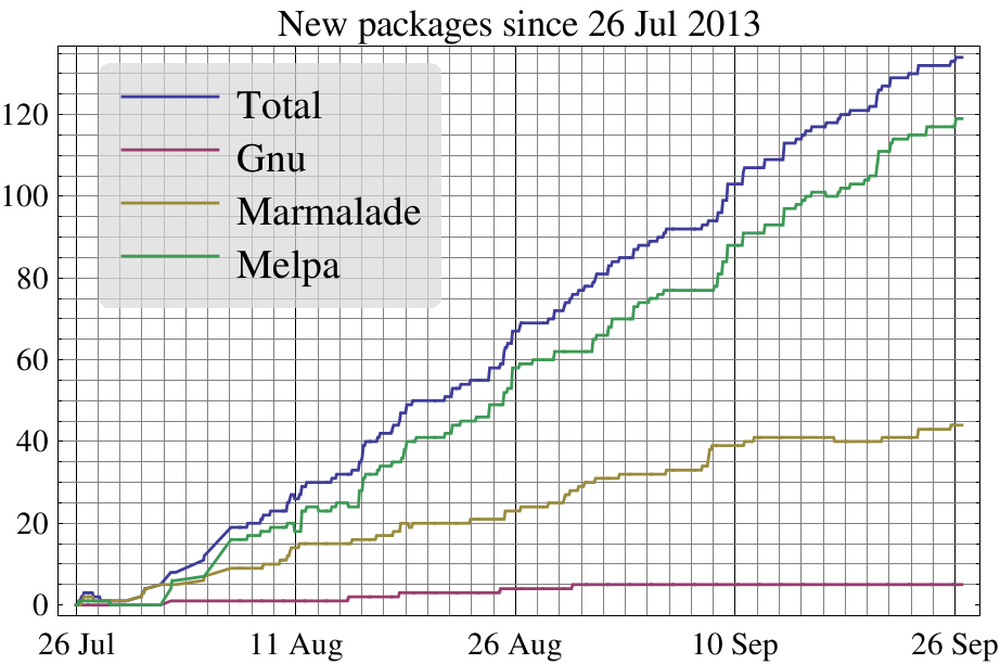 New packages since 26 Jul 2013
Total
Gnu
Marmalade
Melpa
120
100
80
60
40
20
0
26 Jul 11 Aug 26 Aug 10 Sep 26 Sep